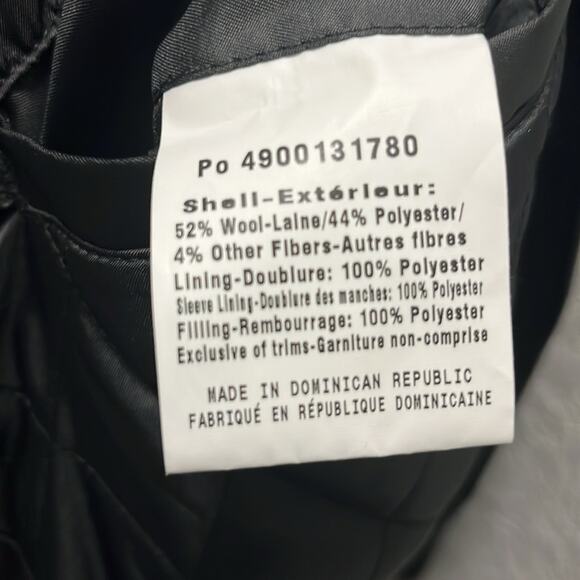 Po 4900131780
Shell-Extérieur:
52% Wool-Laine/44% Polyester/
4% Other Fibers-Autres fibres
Lining-Doublure: 100% Polyester
Sleeve Lining-Doublure des manches: 100% Polyester
Filling-Rembourrage: 100% Polyester
Exclusive of trims-Garniture non-comprise
MADE IN DOMINICAN REPUBLIC
FABRIQUÉ EN RÉPUBLIQUE DOMINICAINE